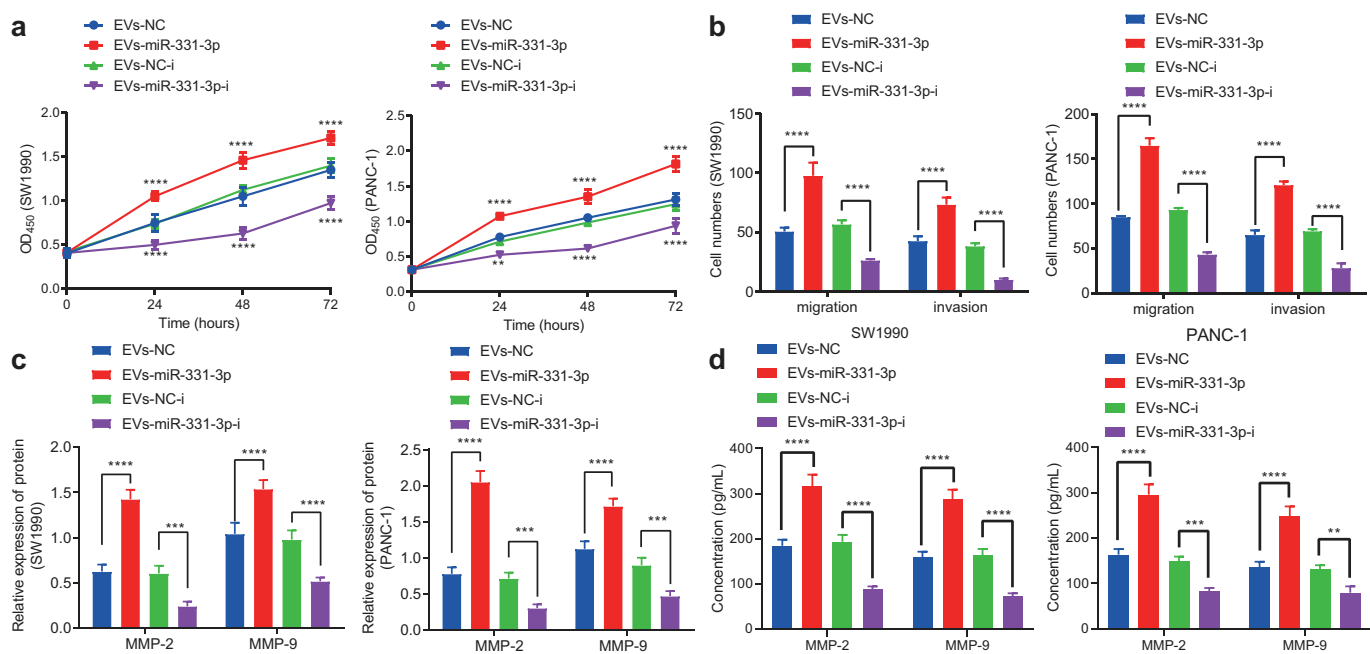 a
EVs-NC
EVs-miR-331-3p
EVs-NC-i
EVs-miR-331-3p-i
OD450 (SW1990)
2.0
1.5
1.0
0.5
0.0
****
****
****
****
****
****
0
24
48
72
Time (hours)
EVs-NC
EVs-miR-331-3p
EVs-NC-i
EVs-miR-331-3p-i
OD450 (PANC-1)
2.5
2.0
1.5
1.0
0.5
0.0
****
****
****
**
****
****
0
24
48
72
Time (hours)
b
EVs-NC
EVs-miR-331-3p
EVs-NC-i
EVs-miR-331-3p-i
Cell numbers (SW1990)
150
100
50
0
****
****
****
****
migration
invasion
SW1990
EVs-NC
EVs-miR-331-3p
EVs-NC-i
EVs-miR-331-3p-i
Cell numbers (PANC-1)
200
150
100
50
0
****
****
****
****
migration
invasion
PANC-1
c
EVs-NC
EVs-miR-331-3p
EVs-NC-i
EVs-miR-331-3p-i
Relative expression of protein
(SW1990)
2.0
1.5
1.0
0.5
0.0
****
***
****
****
MMP-2
MMP-9
EVs-NC
EVs-miR-331-3p
EVs-NC-i
EVs-miR-331-3p-i
Relative expression of protein
(PANC-1)
2.5
2.0
1.5
1.0
0.5
0.0
****
***
****
***
MMP-2
MMP-9
d
EVs-NC
EVs-miR-331-3p
EVs-NC-i
EVs-miR-331-3p-i
Concentration (pg/mL)
400
300
200
100
0
****
****
****
****
MMP-2
MMP-9
EVs-NC
EVs-miR-331-3p
EVs-NC-i
EVs-miR-331-3p-i
Concentration (pg/mL)
400
300
200
100
0
****
***
****
**
MMP-2
MMP-9